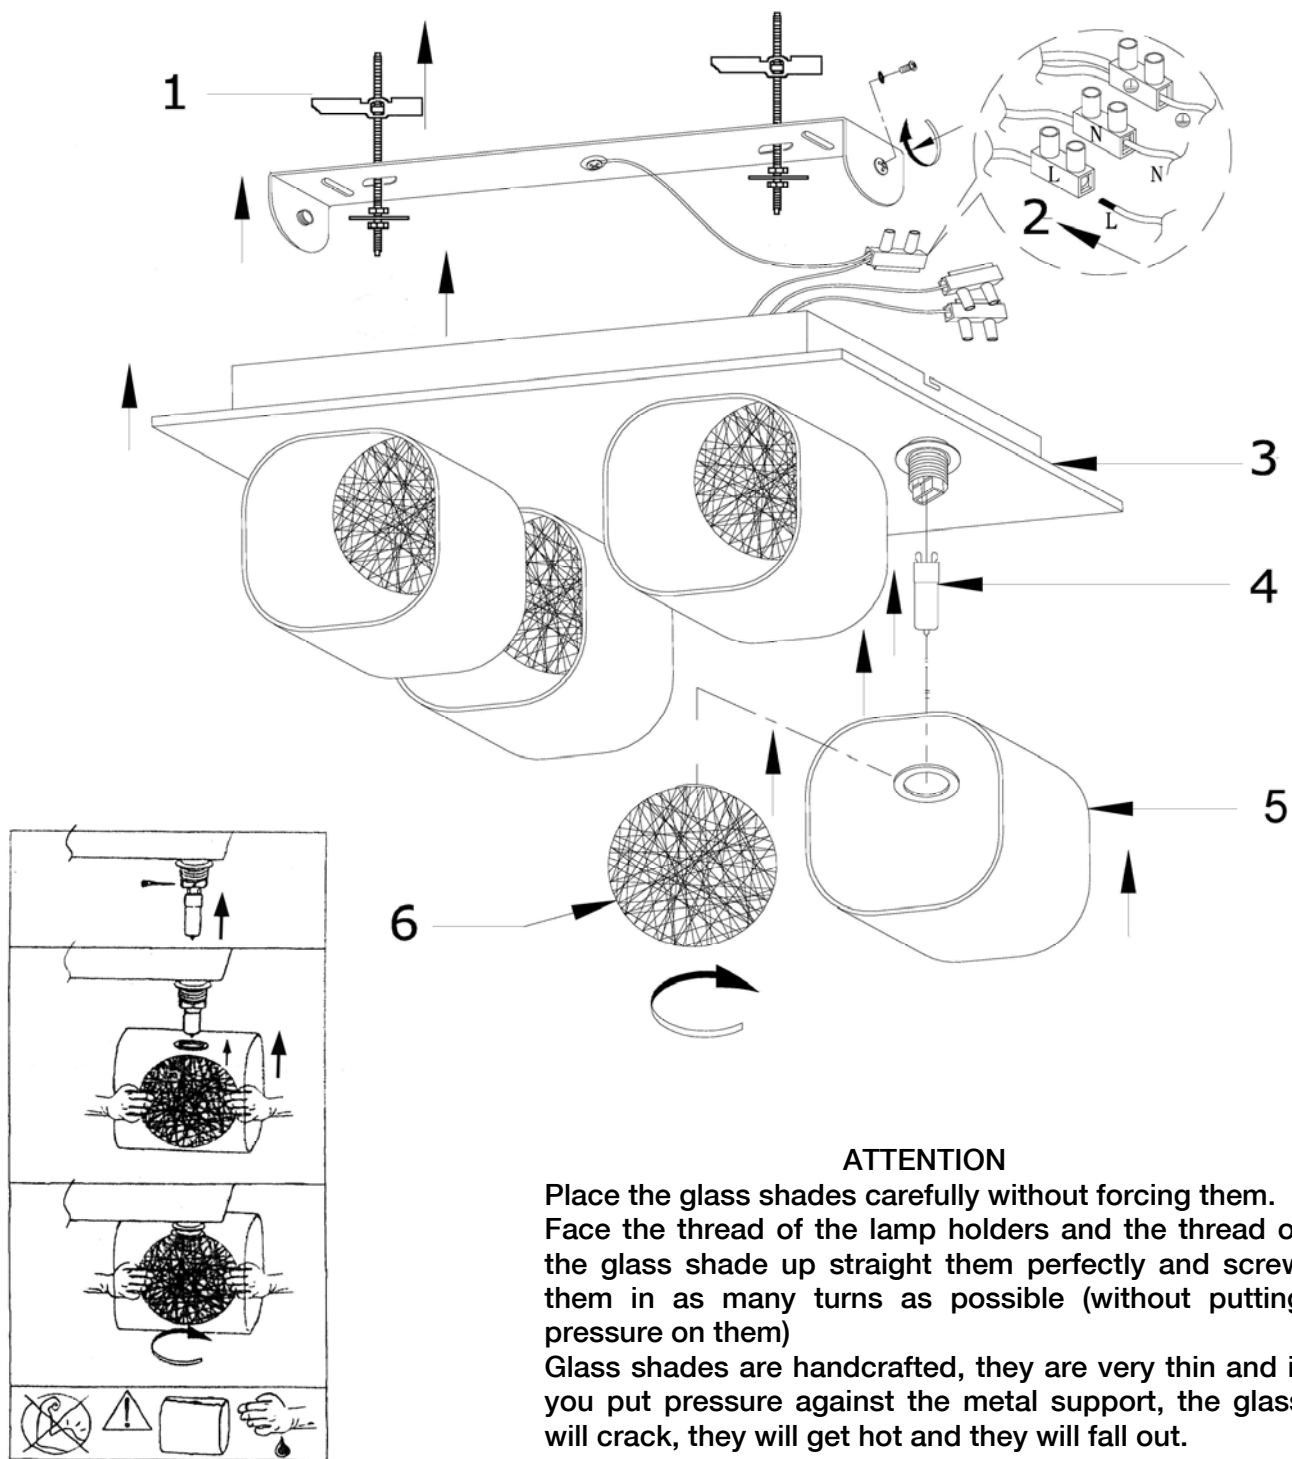 1
N
L
N
L
2
3
4
5
6
ATTENTION
Place the glass shades carefully without forcing them.
Face the thread of the lamp holders and the thread o
the glass shade up straight them perfectly and screw
them in as many turns as possible (without putting
pressure on them)
Glass shades are handcrafted, they are very thin and i
you put pressure against the metal support, the glass
will crack, they will get hot and they will fall out.